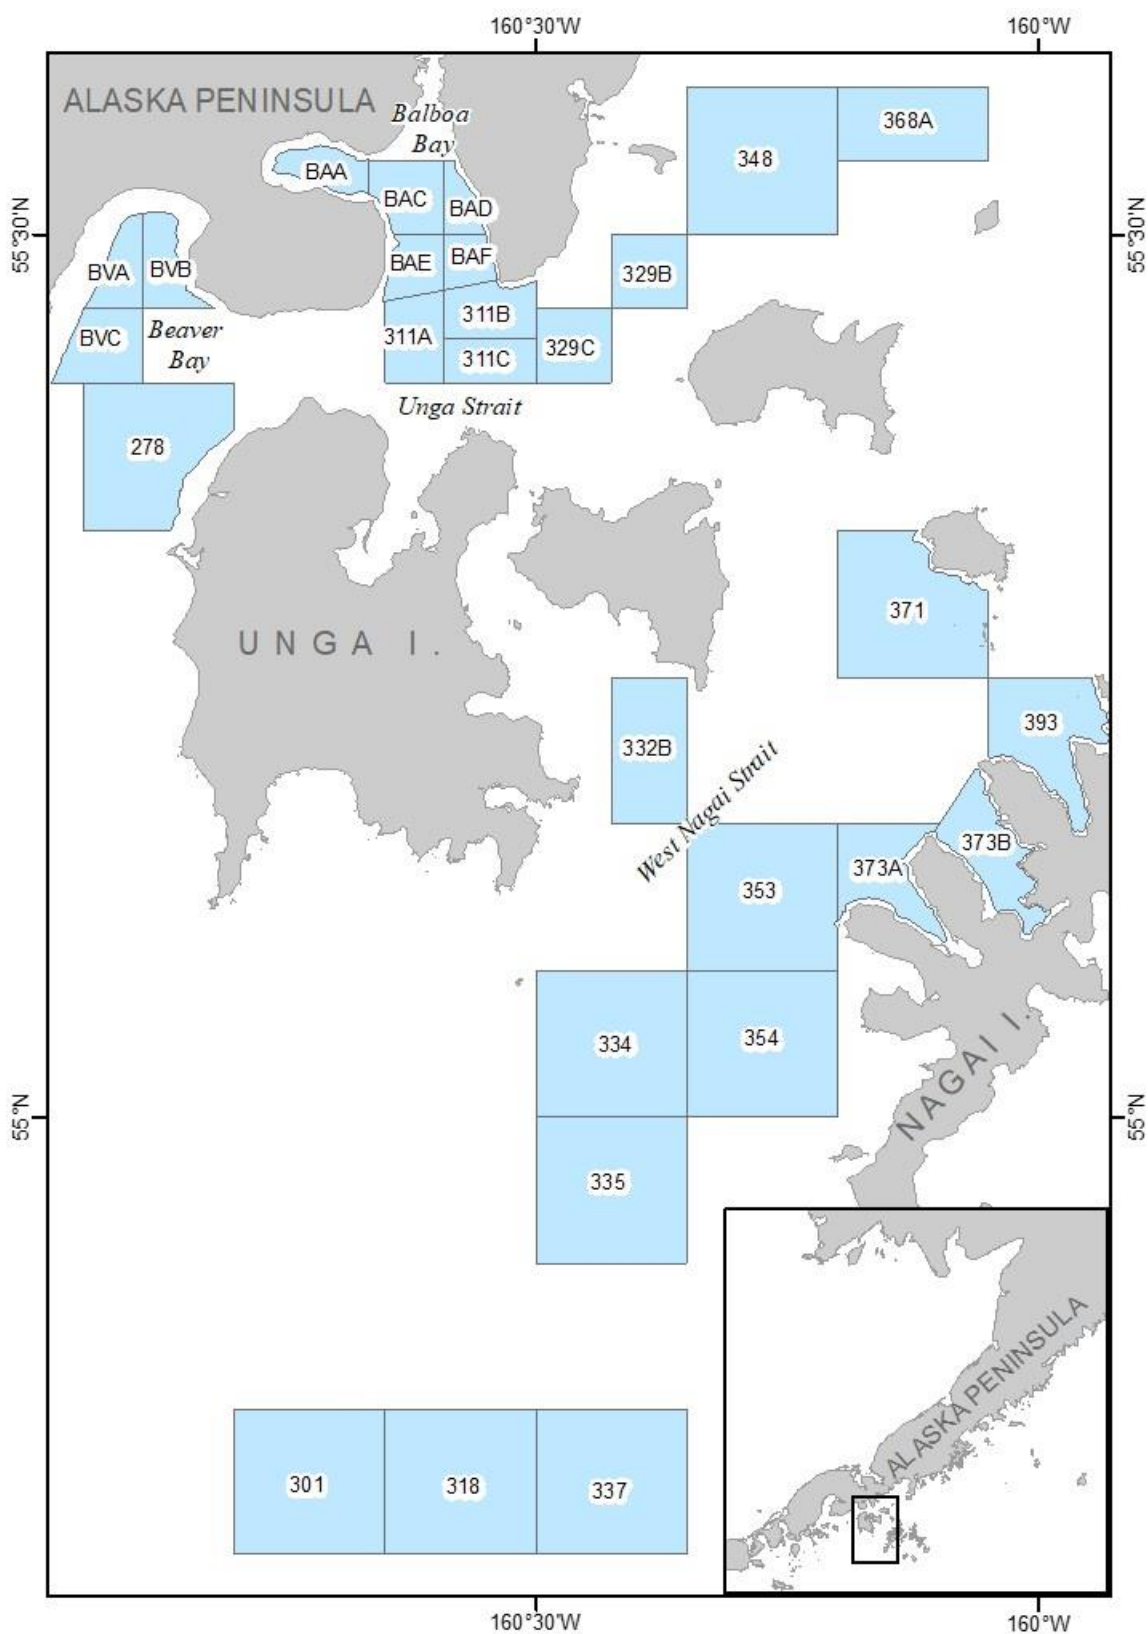 160°30'W
160°W
ALASKA PENINSULA
Balboa
Bay
368A
348
BAA
BAC
BAD
55°30'N
55°30'N
BVA
BVB
BAE
BAF
329B
311B
BVC
Beaver
Bay
311A
311C
329C
Unga Strait
278
371
UNGA I.
393
332B
West Nagai Strait
373B
373A
353
334
354
NAGAI I.
55°N
55°N
335
ALASKA PENINSULA
301
318
337
160°30'W
160°W